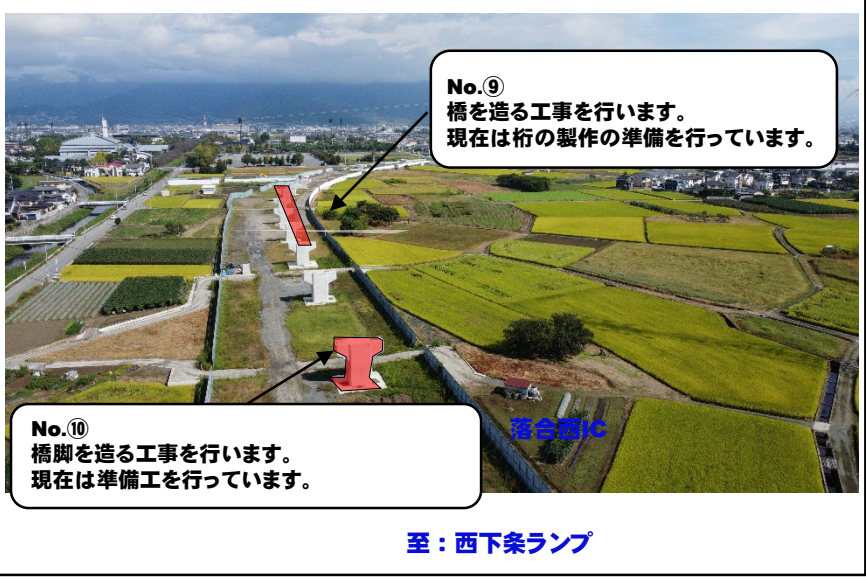 No.⑨
橋を造る工事を行います。
現在は桁の製作の準備を行っています。
No.⑩
橋脚を造る工事を行います。
現在は準備工を行っています。
落合西IC
至：西下条ランプ